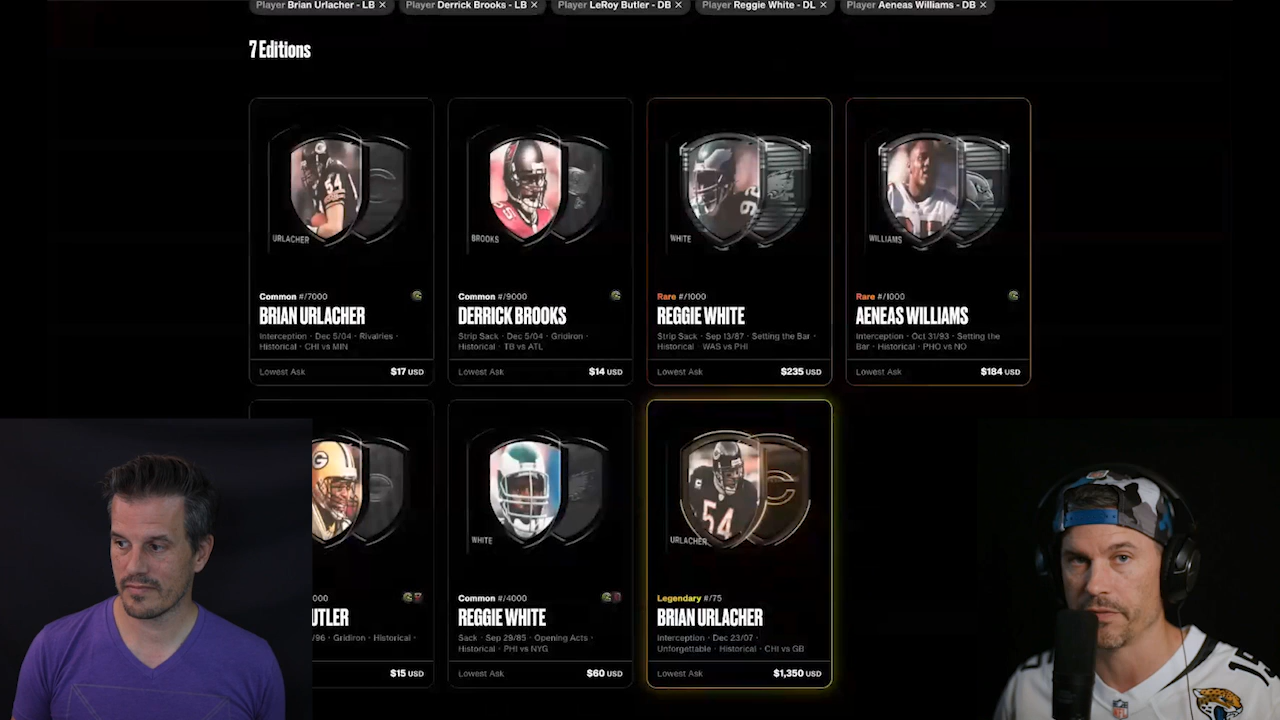 Player Brian Urlacher - LB ×
Player Derrick Brooks - LB ×
Player LeRoy Butler - DB ×
Player Reggie White - DL ×
Player Aeneas Williams - DB ×
7 Editions
URLACHER
Common #/7000
BRIAN URLACHER
Interception · Dec 5/04 · Rivalries ·
Historical · CHI vs MIN
Lowest Ask $17 USD
BROOKS
Common #/9000
DERRICK BROOKS
Strip Sack · Dec 5/04 · Gridiron ·
Historical · TB vs ATL
Lowest Ask $14 USD
WHITE
92
Rare #/1000
REGGIE WHITE
Strip Sack · Sep 13/87 · Setting the Bar ·
Historical · WAS vs PHI
Lowest Ask $235 USD
WILLIAMS
Rare #/1000
AENEAS WILLIAMS
Interception · Oct 31/93 · Setting the
Bar · Historical · PHO vs NO
Lowest Ask $184 USD
G
000
UTLER
/96 · Gridiron · Historical ·
$15 USD
WHITE
Common #/4000
REGGIE WHITE
Sack · Sep 29/85 · Opening Acts ·
Historical · PHI vs NYG
Lowest Ask $60 USD
54
URLACHER
Legendary #/75
BRIAN URLACHER
Interception · Dec 23/07 ·
Unforgettable · Historical · CHI vs GB
Lowest Ask $1,350 USD